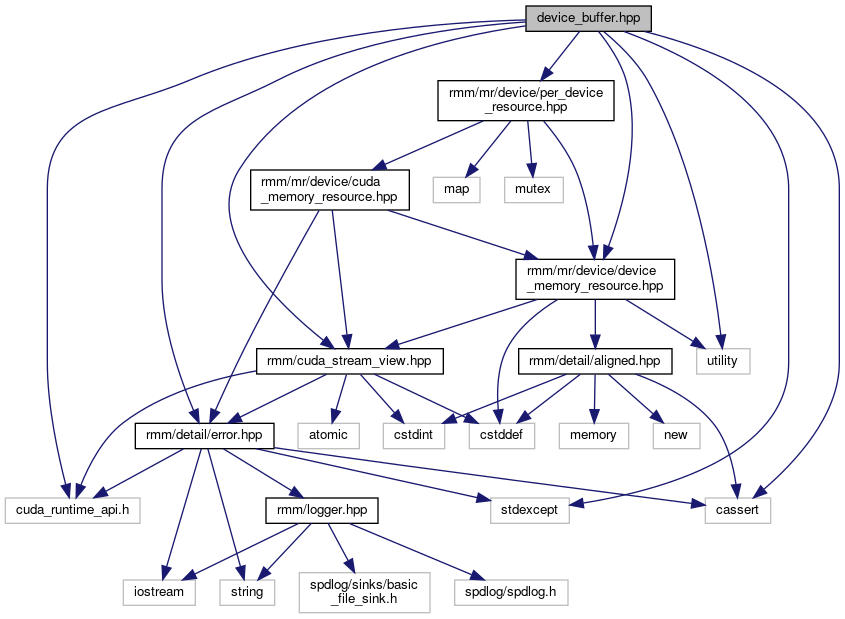 device_buffer.hpp
rmm/mr/device/per_device
_resource.hpp
rmm/mr/device/cuda
_memory_resource.hpp
map
mutex
rmm/mr/device/device
_memory_resource.hpp
rmm/cuda_stream_view.hpp
rmm/detail/aligned.hpp
utility
rmm/detail/error.hpp
atomic
cstdint
cstddef
memory
new
cuda_runtime_api.h
rmm/logger.hpp
stdexcept
cassert
iostream
string
spdlog/sinks/basic
_file_sink.h
spdlog/spdlog.h